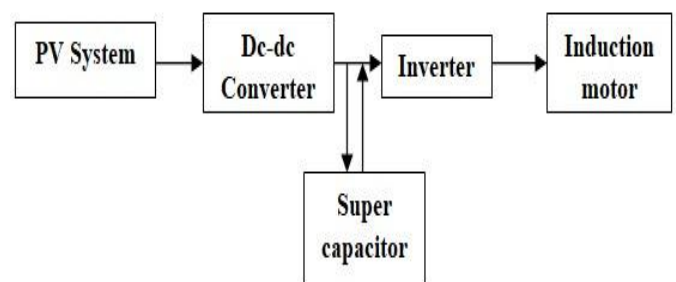 PV System
Dc-dc
Converter
Inverter
Induction
motor
Super
capacitor